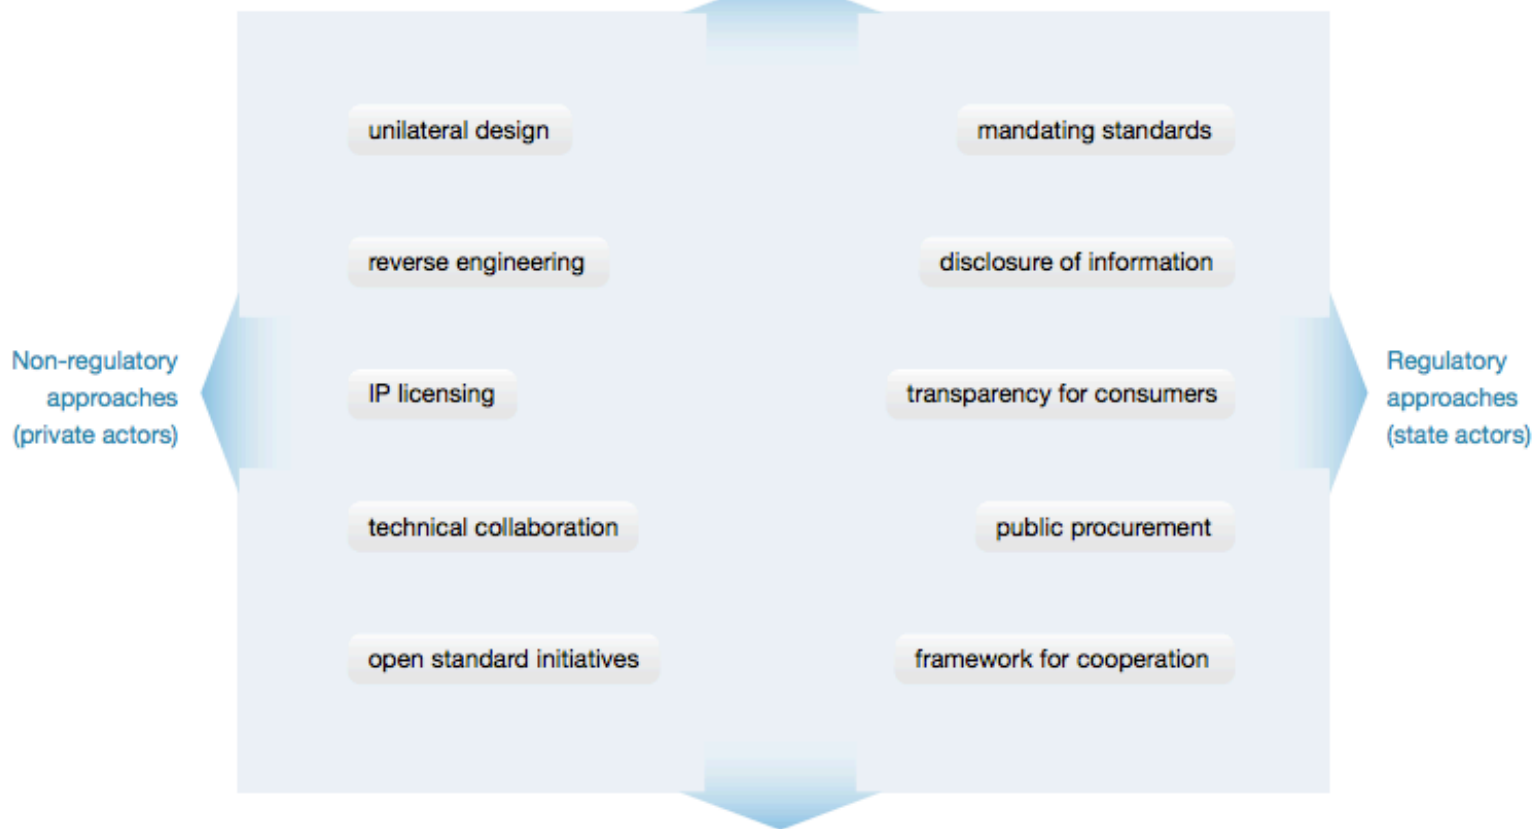 unilateral design
mandating standards
reverse engineering
disclosure of information
Non-regulatory
approaches
(private actors)
IP licensing
transparency for consumers
Regulatory
approaches
(state actors)
technical collaboration
public procurement
open standard initiatives
framework for cooperation